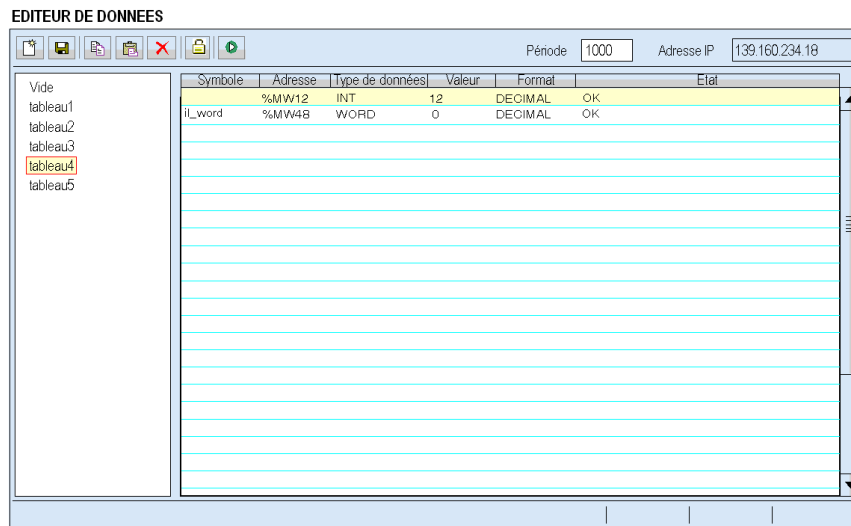 EDITEUR DE DONNEES
Période 1000 Adresse IP 139.160.234.18
Vide
tableau1
tableau2
tableau3
tableau4
tableau5
Symbole Adresse Type de données Valeur Format Etat
%MW12 INT 12 DECIMAL OK
il_word %MW48 WORD 0 DECIMAL OK